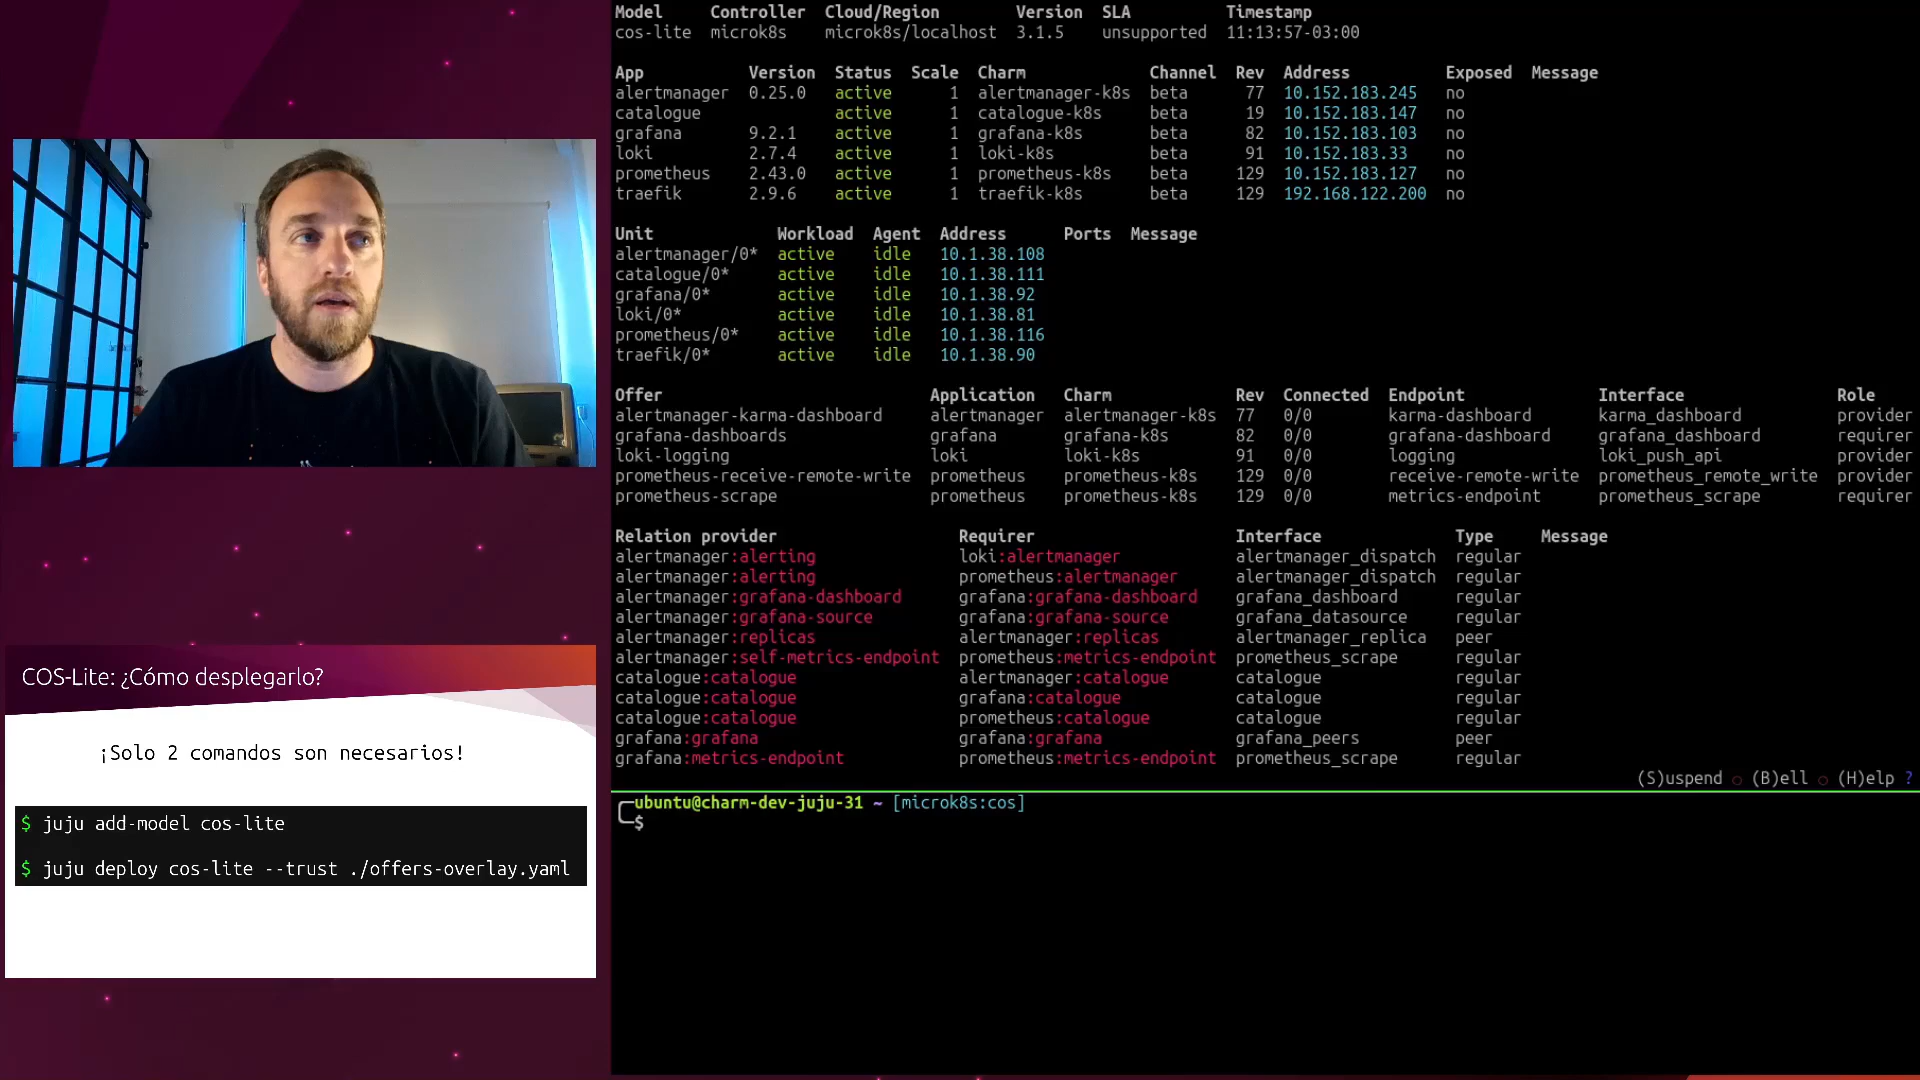 COS-Lite: ¿Cómo desplegarlo?
¡Solo 2 comandos son necesarios!
$ juju add-model cos-lite
$ juju deploy cos-lite --trust ./offers-overlay.yaml
Model Controller Cloud/Region Version SLA Timestamp
cos-lite microk8s microk8s/localhost 3.1.5 unsupported 11:13:57-03:00
App Version Status Scale Charm Channel Rev Address Exposed Message
alertmanager 0.25.0 active 1 alertmanager-k8s beta 77 10.152.183.245 no
catalogue active 1 catalogue-k8s beta 19 10.152.183.147 no
grafana 9.2.1 active 1 grafana-k8s beta 82 10.152.183.103 no
loki 2.7.4 active 1 loki-k8s beta 91 10.152.183.33 no
prometheus 2.43.0 active 1 prometheus-k8s beta 129 10.152.183.127 no
traefik 2.9.6 active 1 traefik-k8s beta 129 192.168.122.200 no
Unit Workload Agent Address Ports Message
alertmanager/0* active idle 10.1.38.108
catalogue/0* active idle 10.1.38.111
grafana/0* active idle 10.1.38.92
loki/0* active idle 10.1.38.81
prometheus/0* active idle 10.1.38.116
traefik/0* active idle 10.1.38.90
Offer Application Charm Rev Connected Endpoint Interface Role
alertmanager-karma-dashboard alertmanager alertmanager-k8s 77 0/0 karma-dashboard karma_dashboard provider
grafana-dashboards grafana grafana-k8s 82 0/0 grafana-dashboard grafana_dashboard requirer
loki-logging loki loki-k8s 91 0/0 logging loki_push_api provider
prometheus-receive-remote-write prometheus prometheus-k8s 129 0/0 receive-remote-write prometheus_remote_write provider
prometheus-scrape prometheus prometheus-k8s 129 0/0 metrics-endpoint prometheus_scrape requirer
Relation provider Requirer Interface Type Message
alertmanager:alerting loki:alertmanager alertmanager_dispatch regular
alertmanager:alerting prometheus:alertmanager alertmanager_dispatch regular
alertmanager:grafana-dashboard grafana:grafana-dashboard grafana_dashboard regular
alertmanager:grafana-source grafana:grafana-source grafana_datasource regular
alertmanager:replicas alertmanager:replicas alertmanager_replica peer
alertmanager:self-metrics-endpoint prometheus:metrics-endpoint prometheus_scrape regular
catalogue:catalogue alertmanager:catalogue catalogue regular
catalogue:catalogue grafana:catalogue catalogue regular
catalogue:catalogue prometheus:catalogue catalogue regular
grafana:grafana grafana:grafana grafana_peers peer
grafana:metrics-endpoint prometheus:metrics-endpoint prometheus_scrape regular
(S)uspend ○ (B)ell ○ (H)elp ?
ubuntu@charm-dev-juju-31 ~ [microk8s:cos]
$